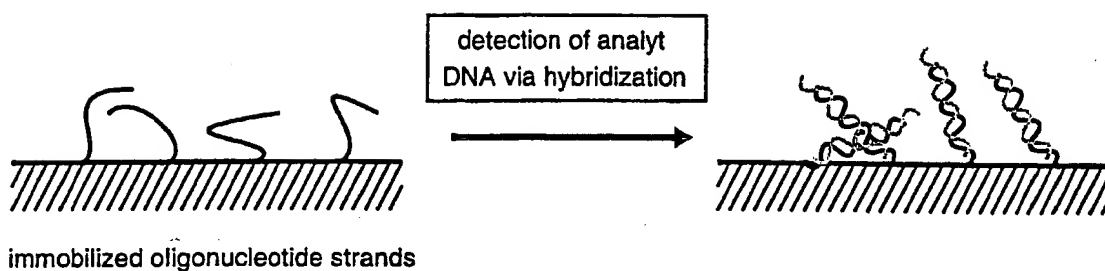 detection of analyt
DNA via hybridization
immobilized oligonucleotide strands